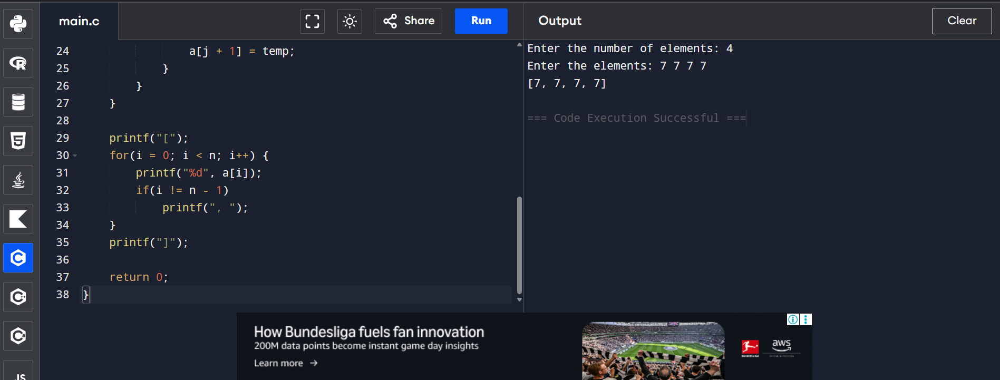 main.c
Share
Run
Output
Clear
24 a[j + 1] = temp;
25 }
26 }
27 }
28
29 printf("[");
30 for(i = 0; i < n; i++) {
31 printf("%d", a[i]);
32 if(i != n - 1)
33 printf(", ");
34 }
35 printf("]");
36
37 return 0;
38 }
Enter the number of elements: 4
Enter the elements: 7 7 7 7
[7, 7, 7, 7]
=== Code Execution Successful ===
R
5
C
C++
C#
JS
How Bundesliga fuels fan innovation
200M data points become instant game day insights
Learn more →
aws